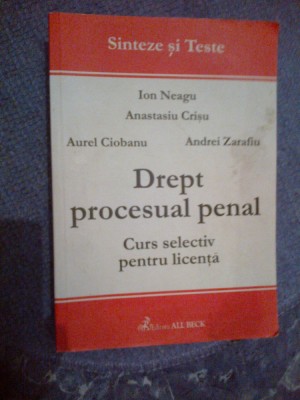 Sinteze și Teste
Ion Neagu
Anastasiu Crișu
Aurel Ciobanu Andrei Zarafiu
Drept
procesual penal
Curs selectiv
pentru licență
ALL BECK